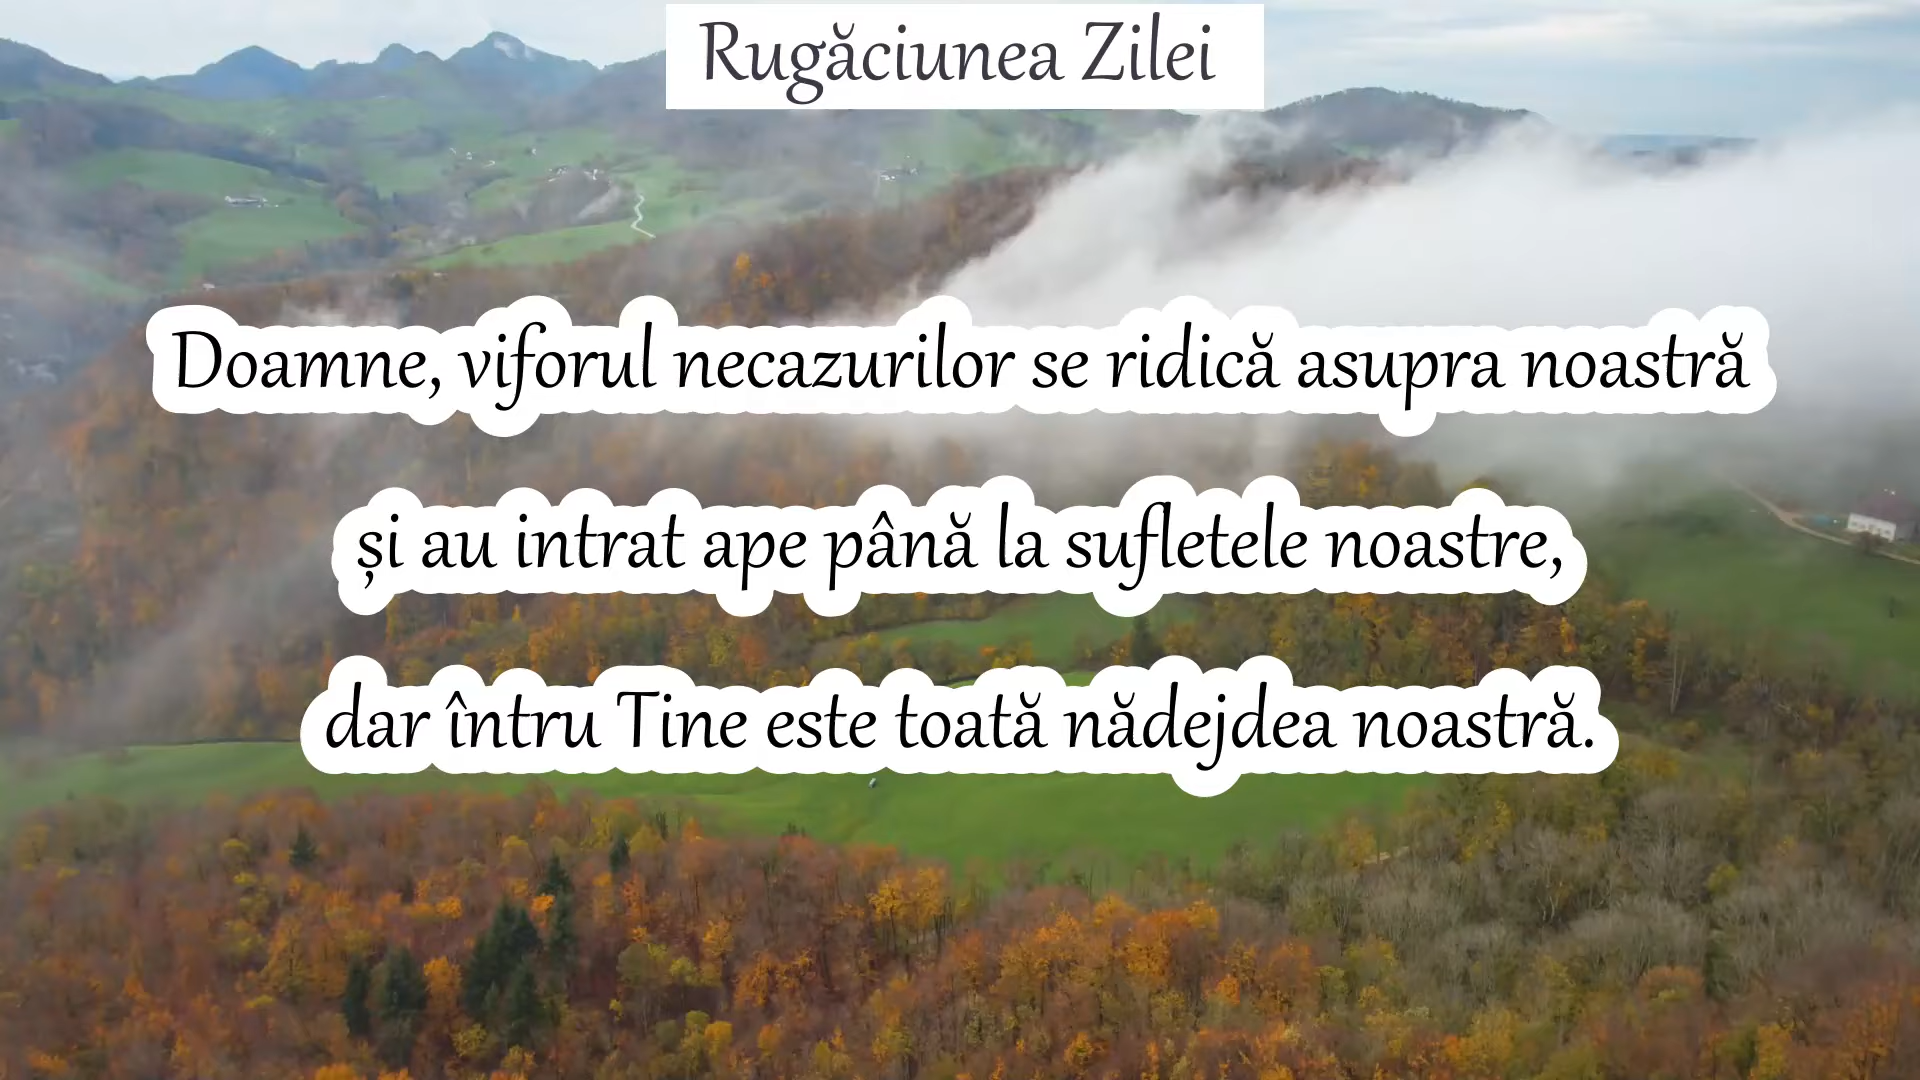 Rugăciunea Zilei
Doamne, viforul necazurilor se ridică asupra noastră
și au intrat ape până la sufletele noastre,
dar întru Tine este toată nădejdea noastră.